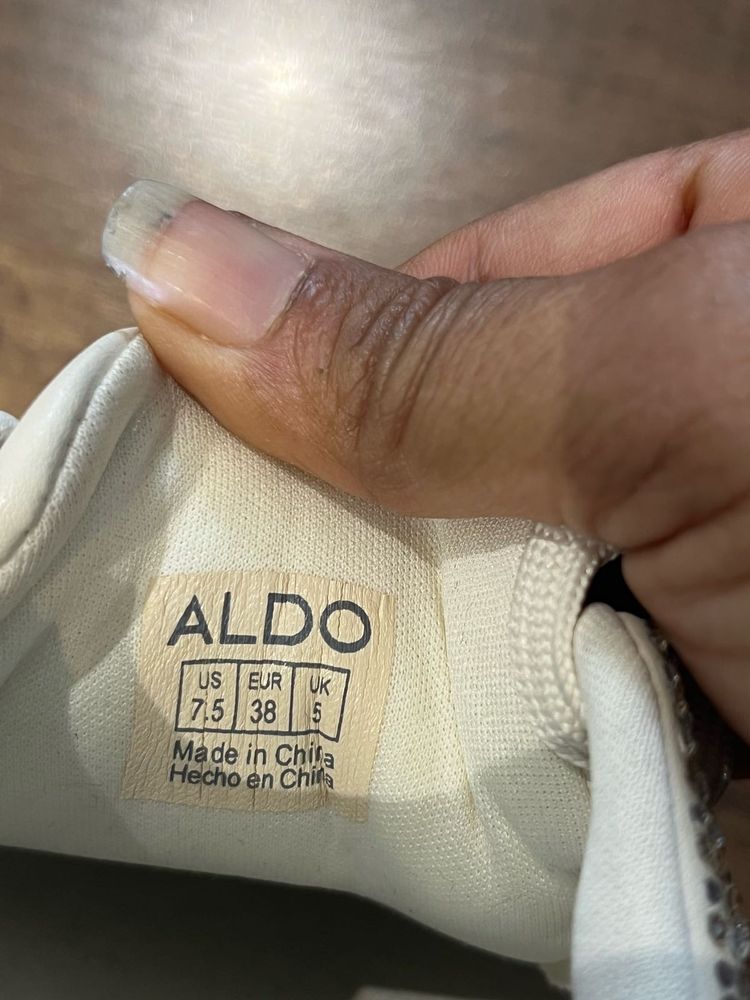 ALDO
US EUR UK
7.5 38 5
Made in China
Hecho en China